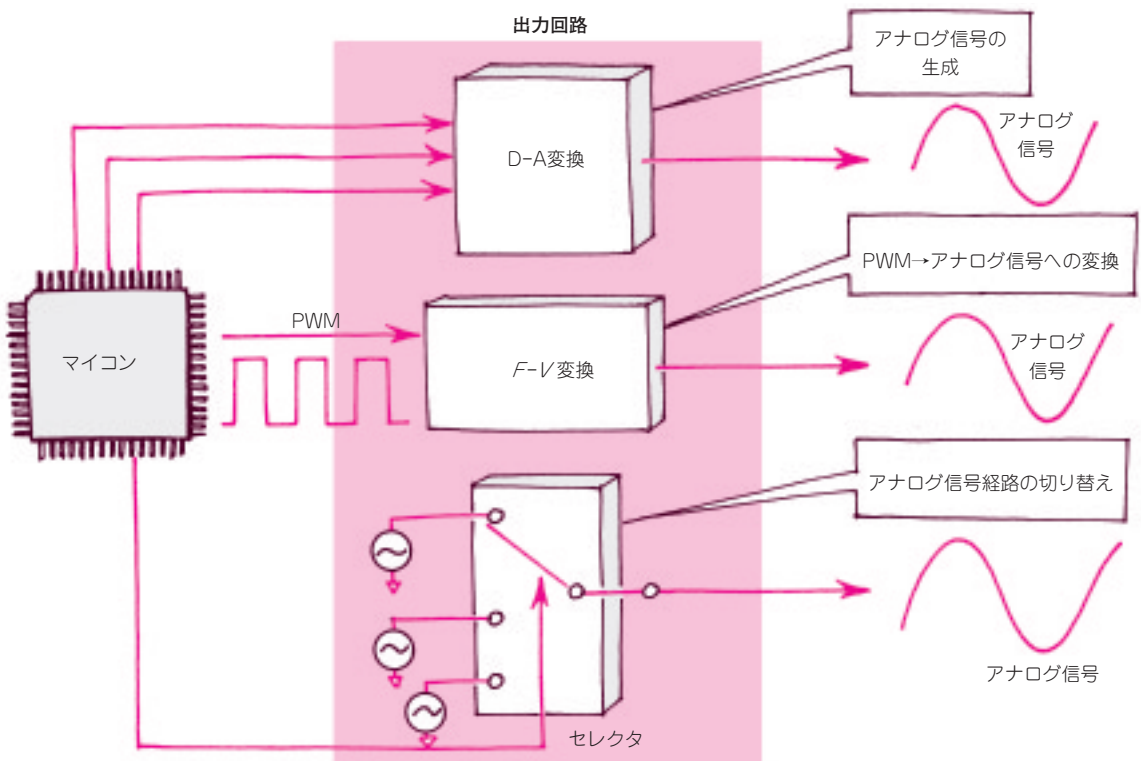 出力回路
アナログ信号の
生成
アナログ
信号
D-A変換
PWM→アナログ信号への変換
PWM
マイコン
F-V変換
アナログ
信号
アナログ信号経路の切り替え
アナログ信号
セレクタ